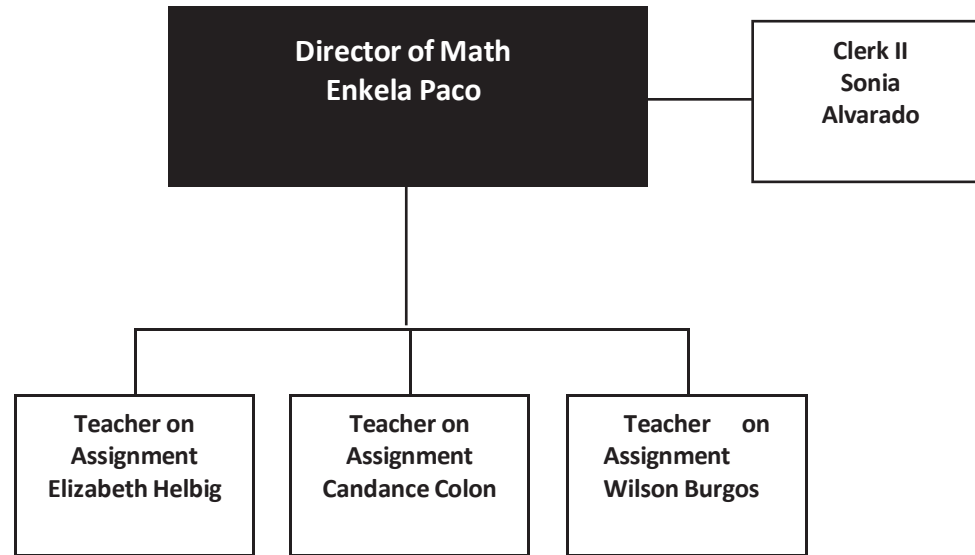 Director of Math
Enkela Paco
Clerk II
Sonia
Alvarado
Teacher on
Assignment
Elizabeth Helbig
Teacher on
Assignment
Candance Colon
Teacher on
Assignment
Wilson Burgos